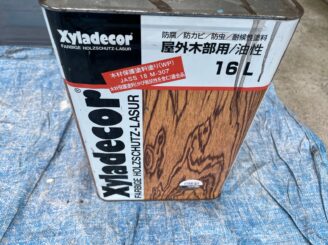 Xyladecor
FARBIGE HOLZSCHUTZ-LASUR
防腐/防カビ/防虫/耐候性塗料
屋外木部用/油性
16L
木材保護塗料塗り(WP)
JASS 18 M-307
Xyladecor®
FARBIGE HOLZSCHUTZ-LASUR